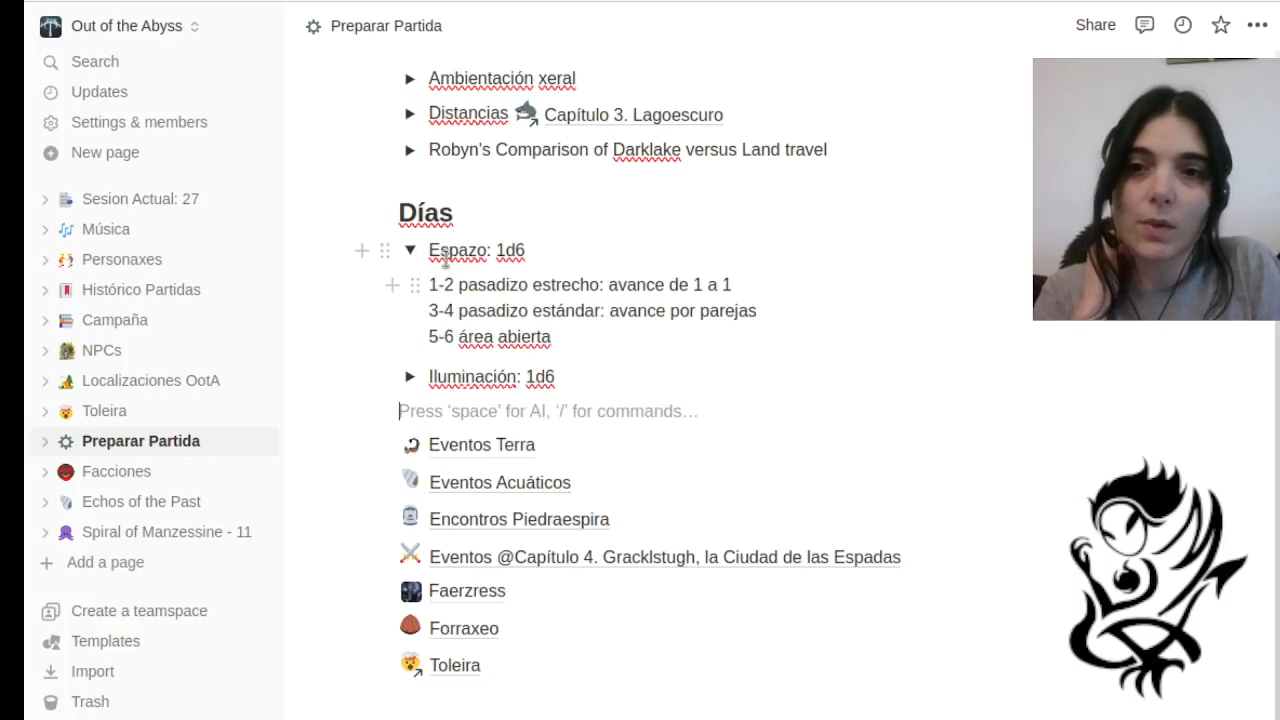 Out of the Abyss
Search
Updates
Settings & members
New page
Sesion Actual: 27
Música
Personaxes
Histórico Partidas
Campaña
NPCs
Localizaciones OotA
Toleira
Preparar Partida
Facciones
Echos of the Past
Spiral of Manzessine - 11
Add a page
Create a teamspace
Templates
Import
Trash
Preparar Partida
Share
Ambientación xeral
Distancias Capítulo 3. Lagoescuro
Robyn's Comparison of Darklake versus Land travel
Días
Espazo: 1d6
1-2 pasadizo estrecho: avance de 1 a 1
3-4 pasadizo estándar: avance por parejas
5-6 área abierta
Iluminación: 1d6
Press ‘space’ for AI, ‘/’ for commands…
Eventos Terra
Eventos Acuáticos
Encontros Piedraespira
Eventos @Capítulo 4. Gracklstugh, la Ciudad de las Espadas
Faerzress
Forraxeo
Toleira